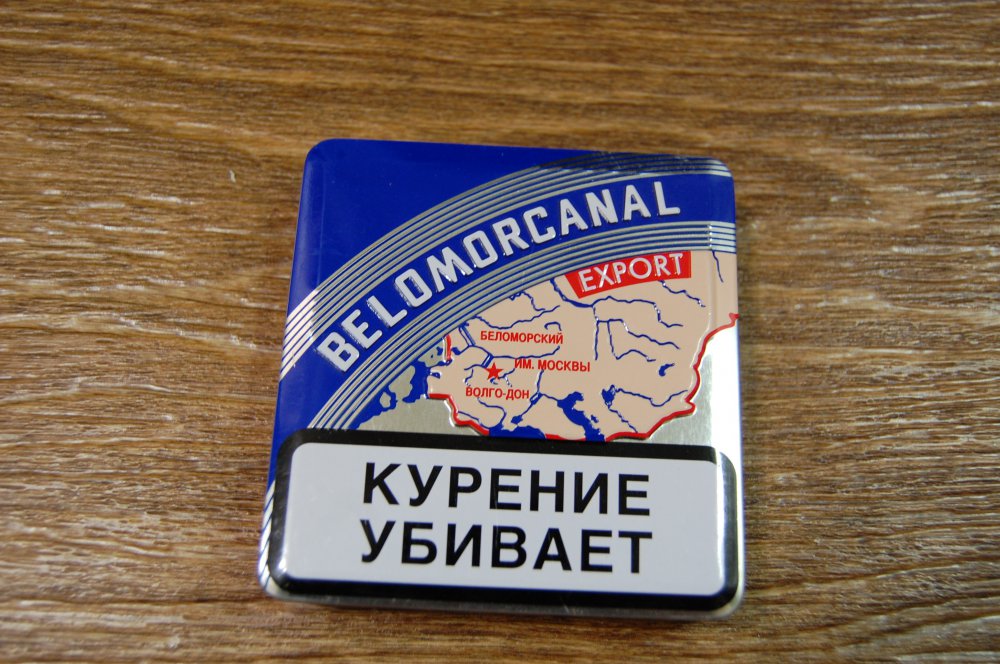 BELOMORCANAL
EXPORT
БЕЛОМОРСКИЙ
ИМ. МОСКВЫ
ВОЛГО-ДОН
КУРЕНИЕ
УБИВАЕТ